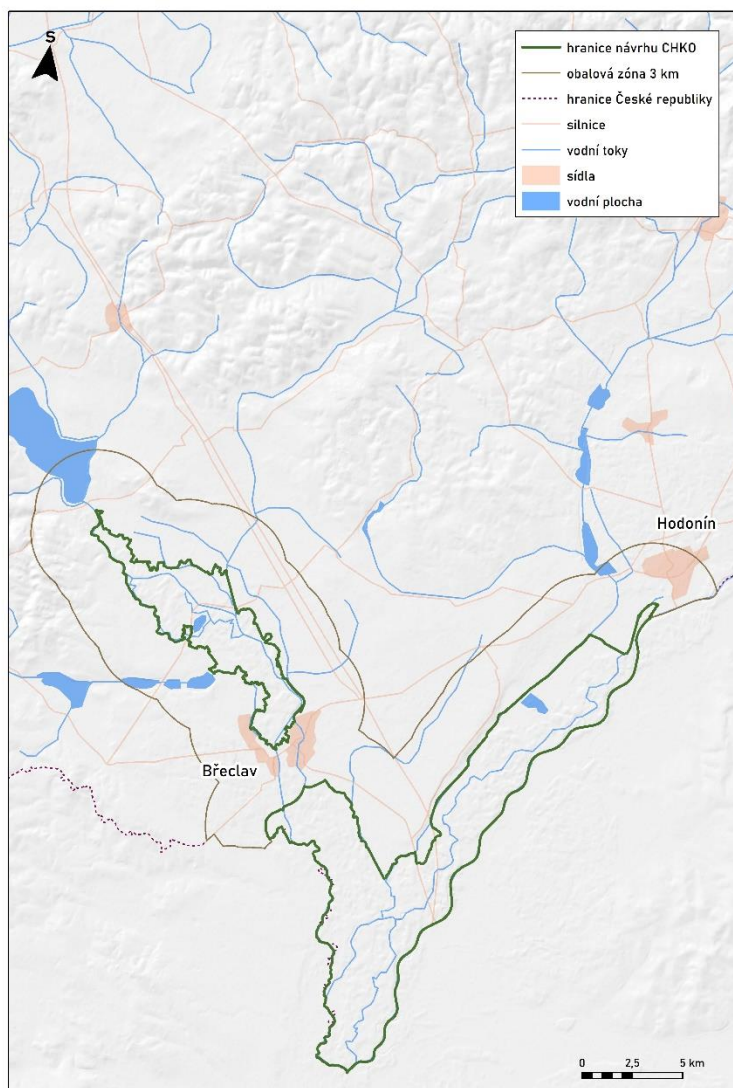 S
hranice návrhu CHKO
obalová zóna 3 km
hranice České republiky
silnice
vodní toky
sídla
vodní plocha
Hodonín
Břeclav
0 2,5 5 km